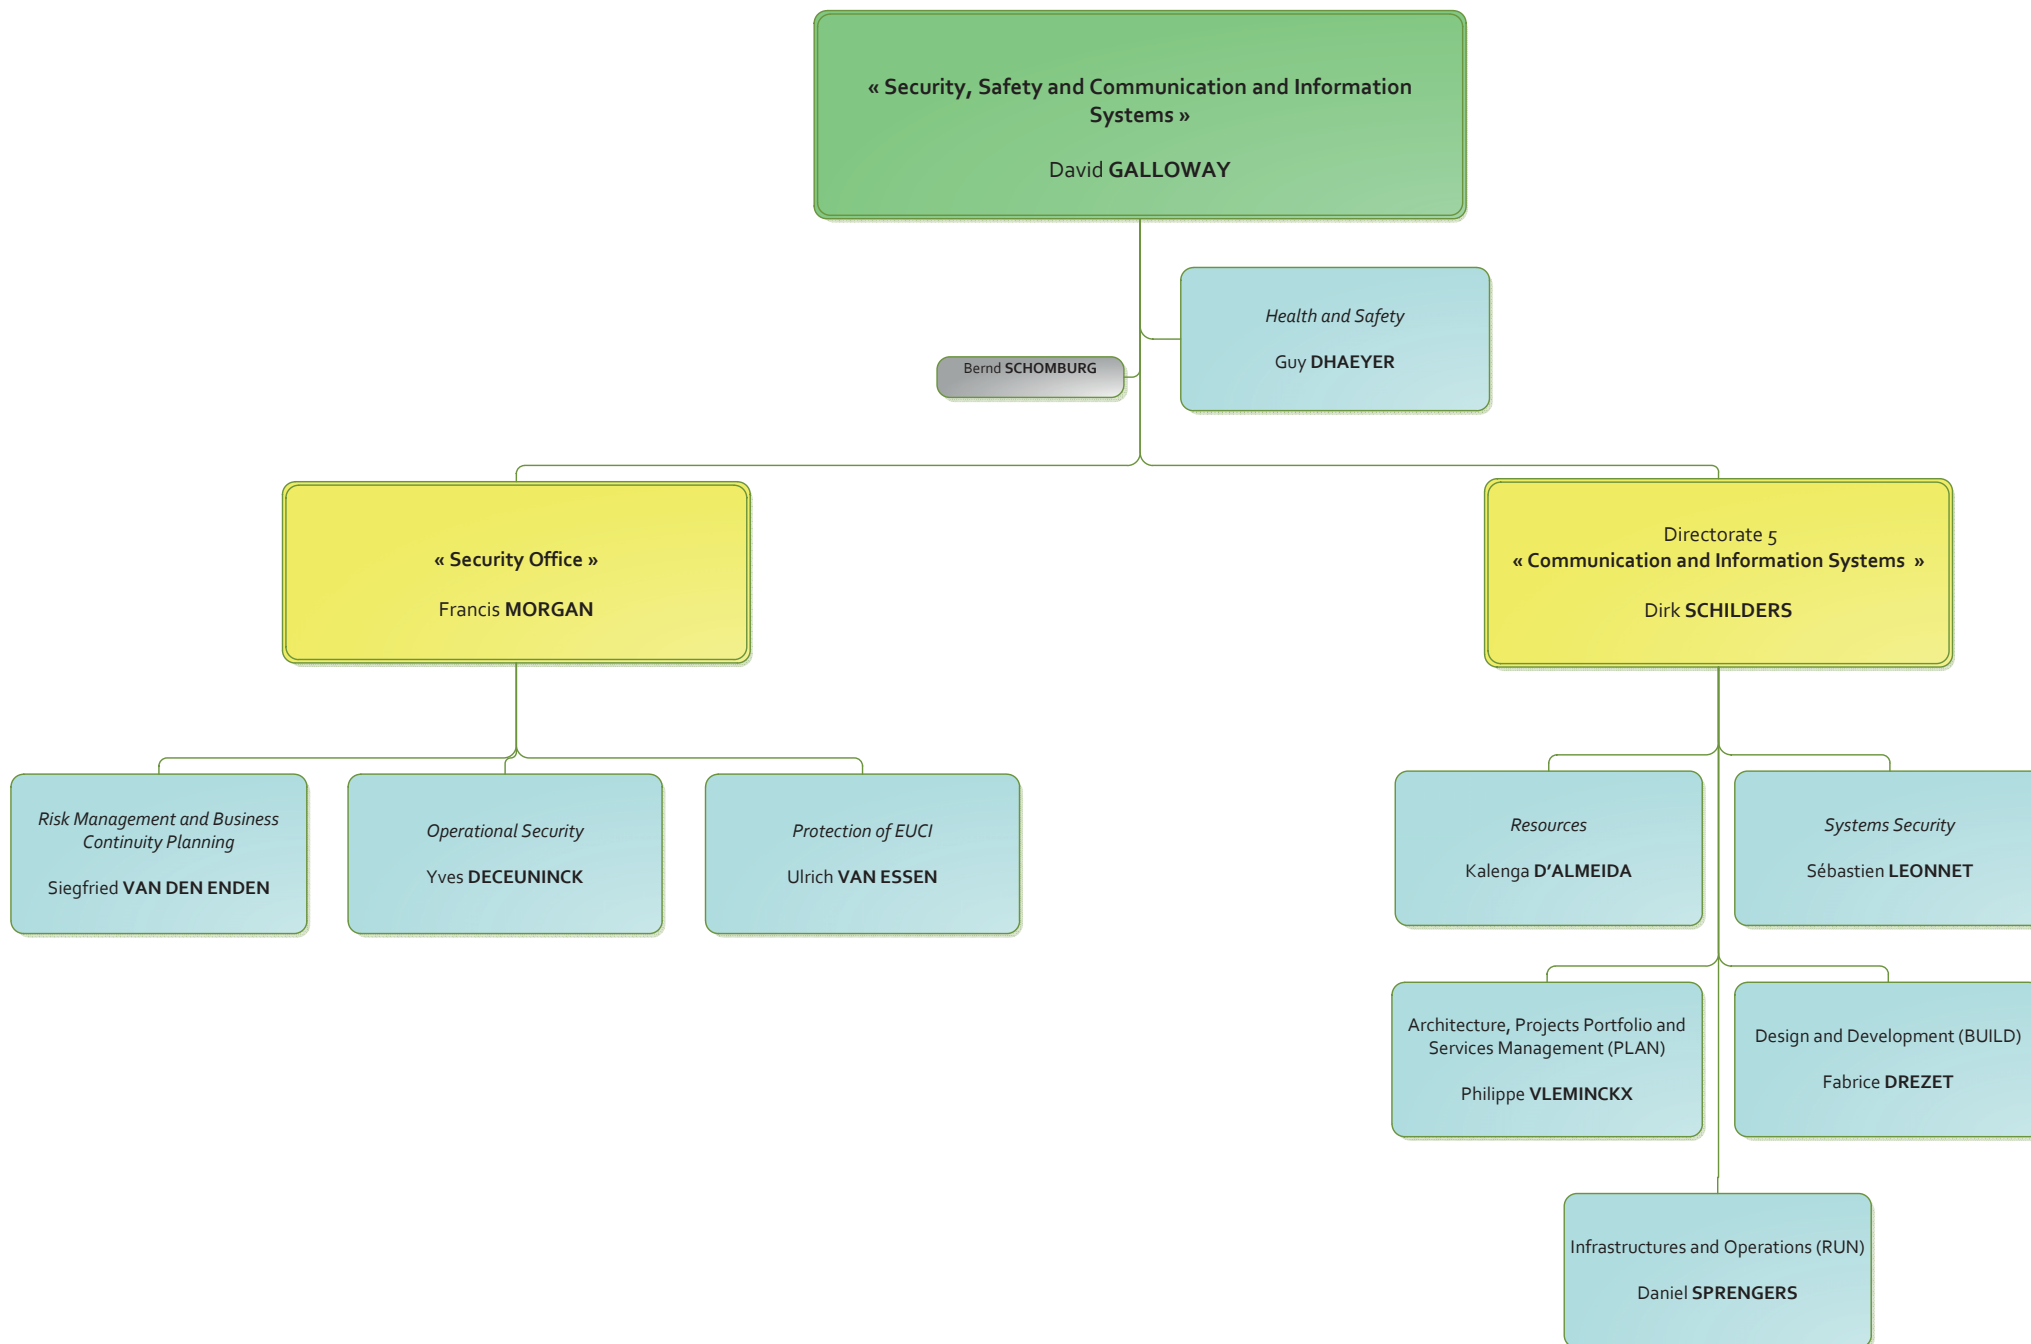 « Security, Safety and Communication and Information
Systems »
David GALLOWAY
Health and Safety
Guy DHAEYER
Bernd SCHOMBURG
« Security Office »
Francis MORGAN
Directorate 5
« Communication and Information Systems  »
Dirk SCHILDERS
Risk Management and Business
Continuity Planning
Siegfried VAN DEN ENDEN
Operational Security
Yves DECEUNINCK
Protection of EUCI
Ulrich VAN ESSEN
Resources
Kalenga D’ALMEIDA
Systems Security
Sébastien LEONNET
Architecture, Projects Portfolio and
Services Management (PLAN)
Philippe VLEMINCKX
Design and Development (BUILD)
Fabrice DREZET
Infrastructures and Operations (RUN)
Daniel SPRENGERS